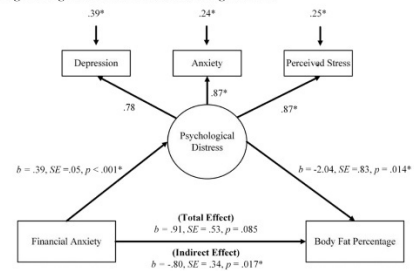 .39*
.24*
.25*
Depression
Anxiety
Perceived Stress
.78
.87*
.87*
Psychological
Distress
b = .39, SE =.05, p < .001*
b = -2.04, SE =.83, p = .014*
(Total Effect)
b = .91, SE = .53, p = .085
Financial Anxiety
Body Fat Percentage
(Indirect Effect)
b = -.80, SE = .34, p = .017*